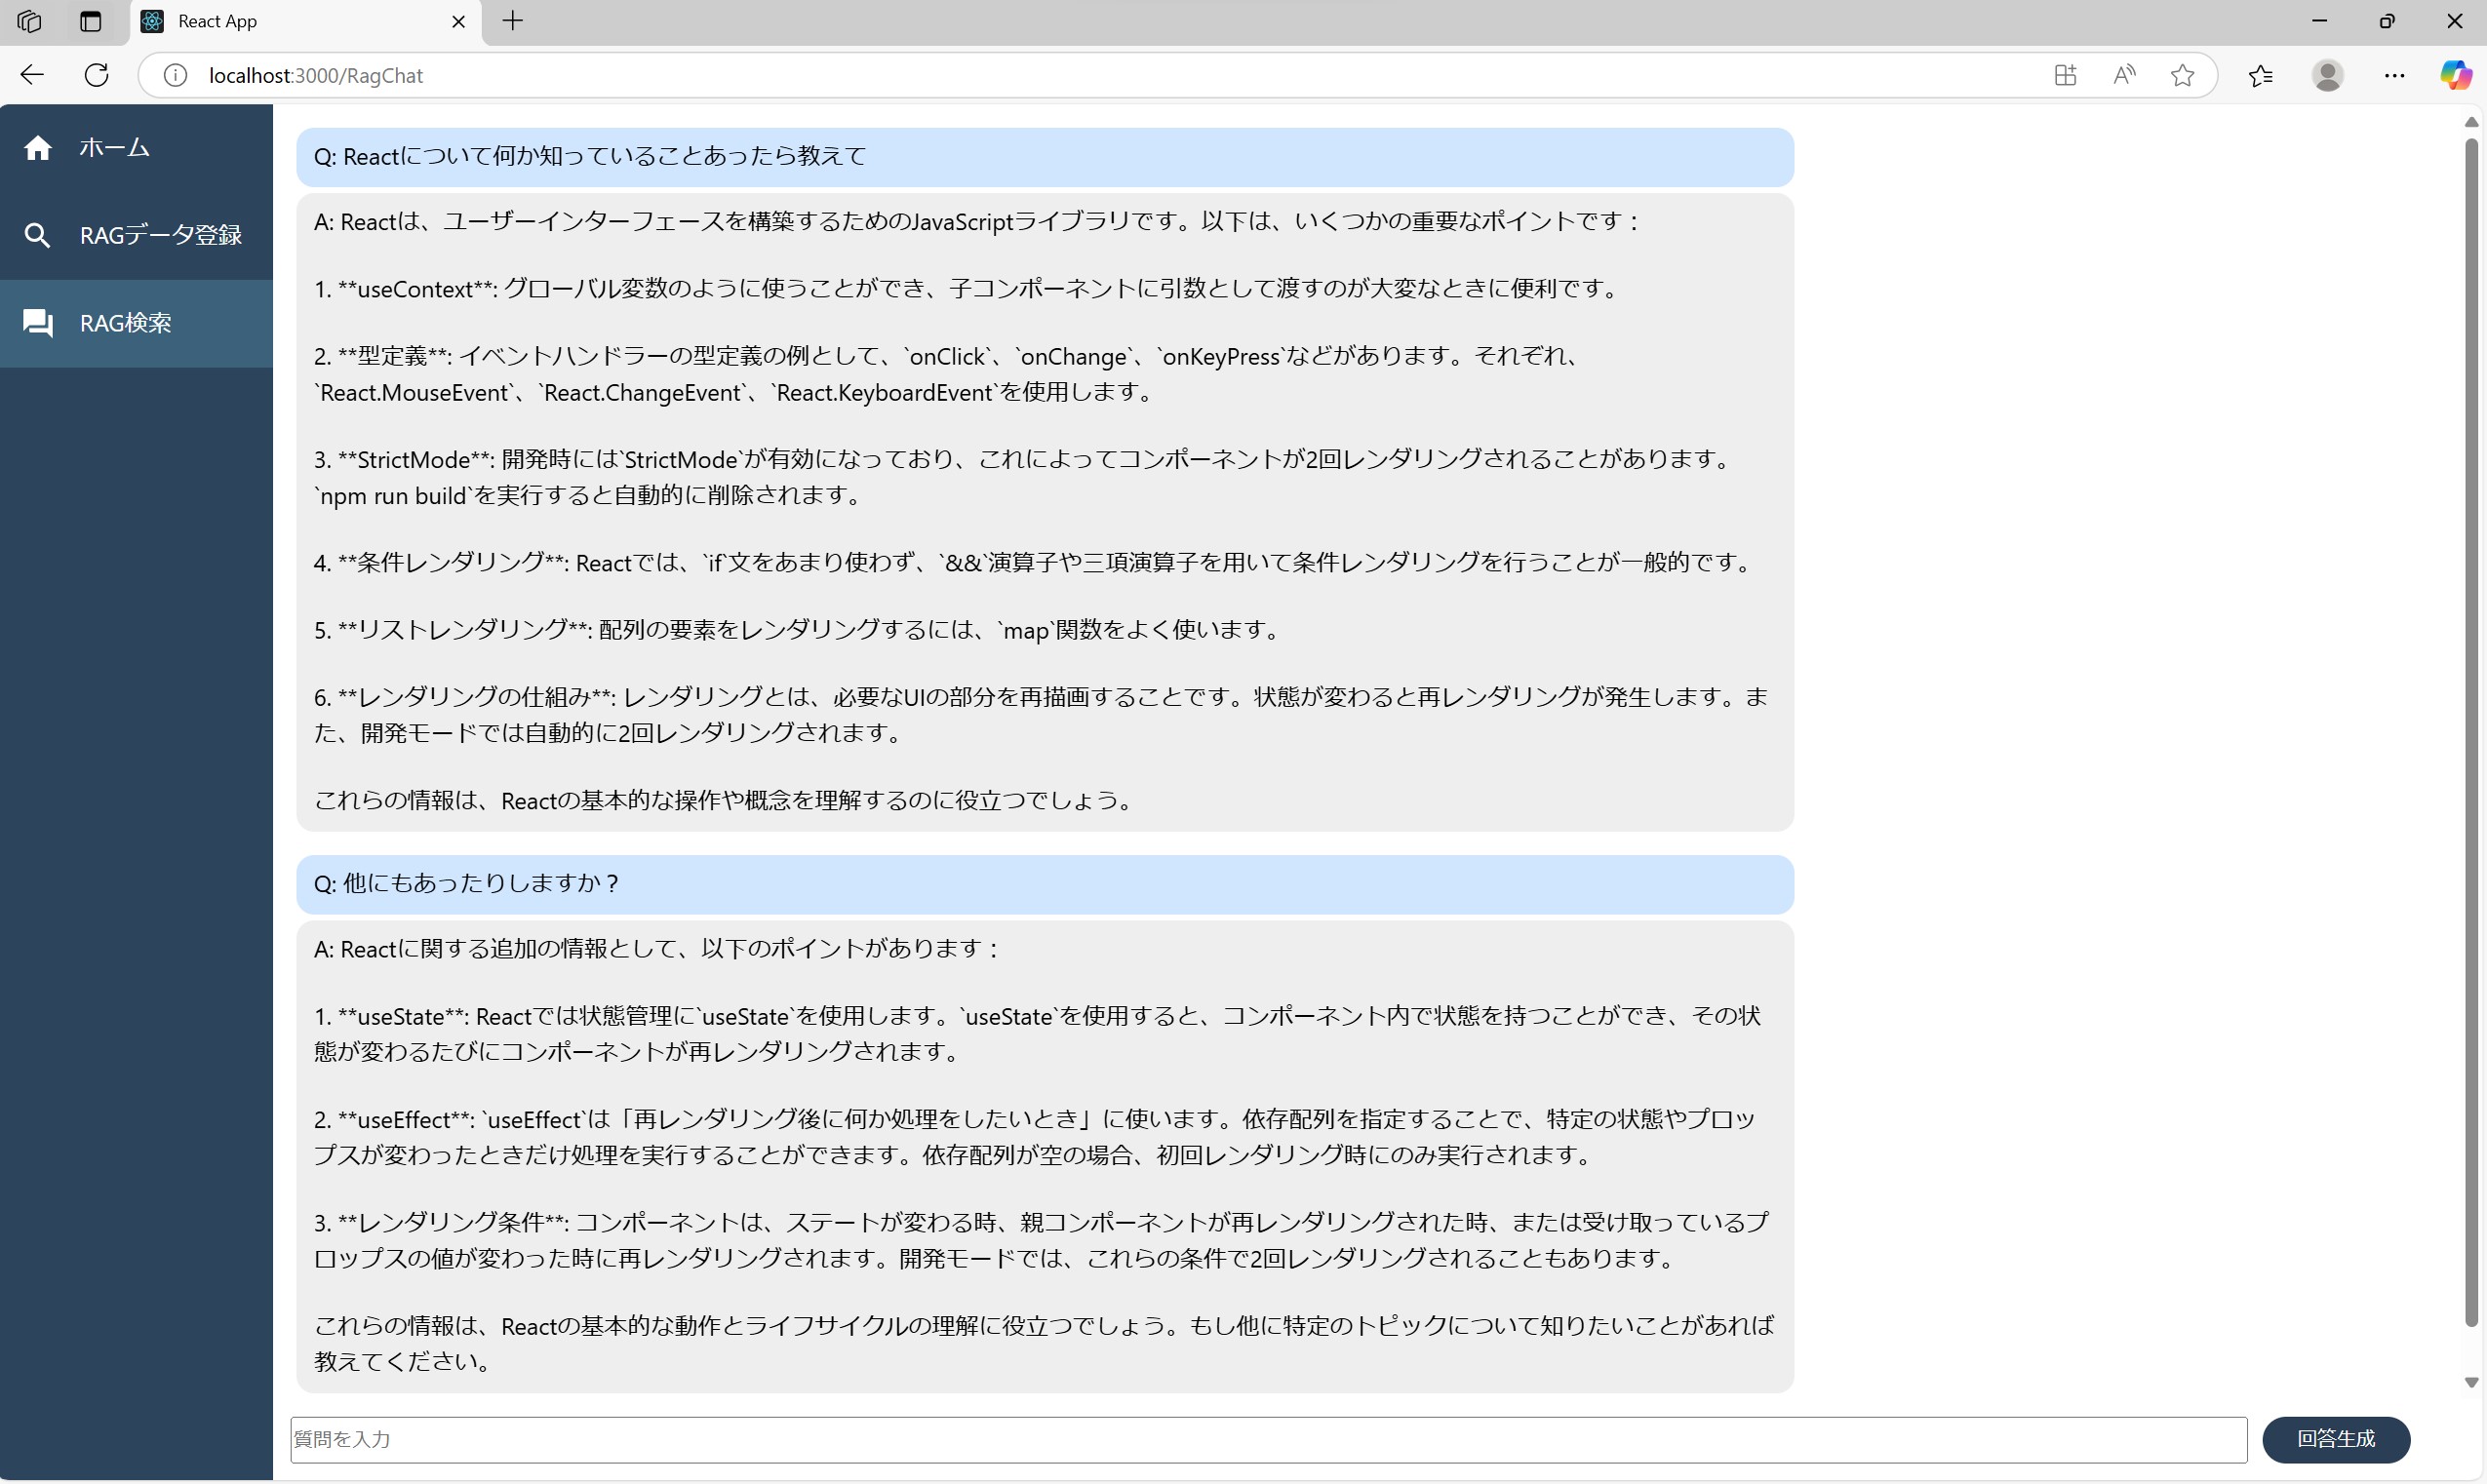 React App
localhost:3000/RagChat
ホーム
RAGデータ登録
RAG検索
Q: Reactについて何か知っていることあったら教えて
A: Reactは、ユーザーインターフェースを構築するためのJavaScriptライブラリです。以下は、いくつかの重要なポイントです：
1. **useContext**: グローバル変数のように使うことができ、子コンポーネントに引数として渡すのが大変なときに便利です。
2. **型定義**: イベントハンドラーの型定義の例として、`onClick`、`onChange`、`onKeyPress`などがあります。それぞれ、
`React.MouseEvent`、`React.ChangeEvent`、`React.KeyboardEvent`を使用します。
3. **StrictMode**: 開発時には`StrictMode`が有効になっており、これによってコンポーネントが2回レンダリングされることがあります。
`npm run build`を実行すると自動的に削除されます。
4. **条件レンダリング**: Reactでは、`if`文をあまり使わず、`&&`演算子や三項演算子を用いて条件レンダリングを行うことが一般的です。
5. **リストレンダリング**: 配列の要素をレンダリングするには、`map`関数をよく使います。
6. **レンダリングの仕組み**: レンダリングとは、必要なUIの部分を再描画することです。状態が変わると再レンダリングが発生します。ま
た、開発モードでは自動的に2回レンダリングされます。
これらの情報は、Reactの基本的な操作や概念を理解するのに役立つでしょう。
Q: 他にもあったりしますか？
A: Reactに関する追加の情報として、以下のポイントがあります：
1. **useState**: Reactでは状態管理に`useState`を使用します。`useState`を使用すると、コンポーネント内で状態を持つことができ、その状
態が変わるたびにコンポーネントが再レンダリングされます。
2. **useEffect**: `useEffect`は「再レンダリング後に何か処理をしたいとき」に使います。依存配列を指定することで、特定の状態やプロッ
プスが変わったときだけ処理を実行することができます。依存配列が空の場合、初回レンダリング時にのみ実行されます。
3. **レンダリング条件**: コンポーネントは、ステートが変わる時、親コンポーネントが再レンダリングされた時、または受け取っているプ
ロップスの値が変わった時に再レンダリングされます。開発モードでは、これらの条件で2回レンダリングされることもあります。
これらの情報は、Reactの基本的な動作とライフサイクルの理解に役立つでしょう。もし他に特定のトピックについて知りたいことがあれば
教えてください。
質問を入力
回答生成